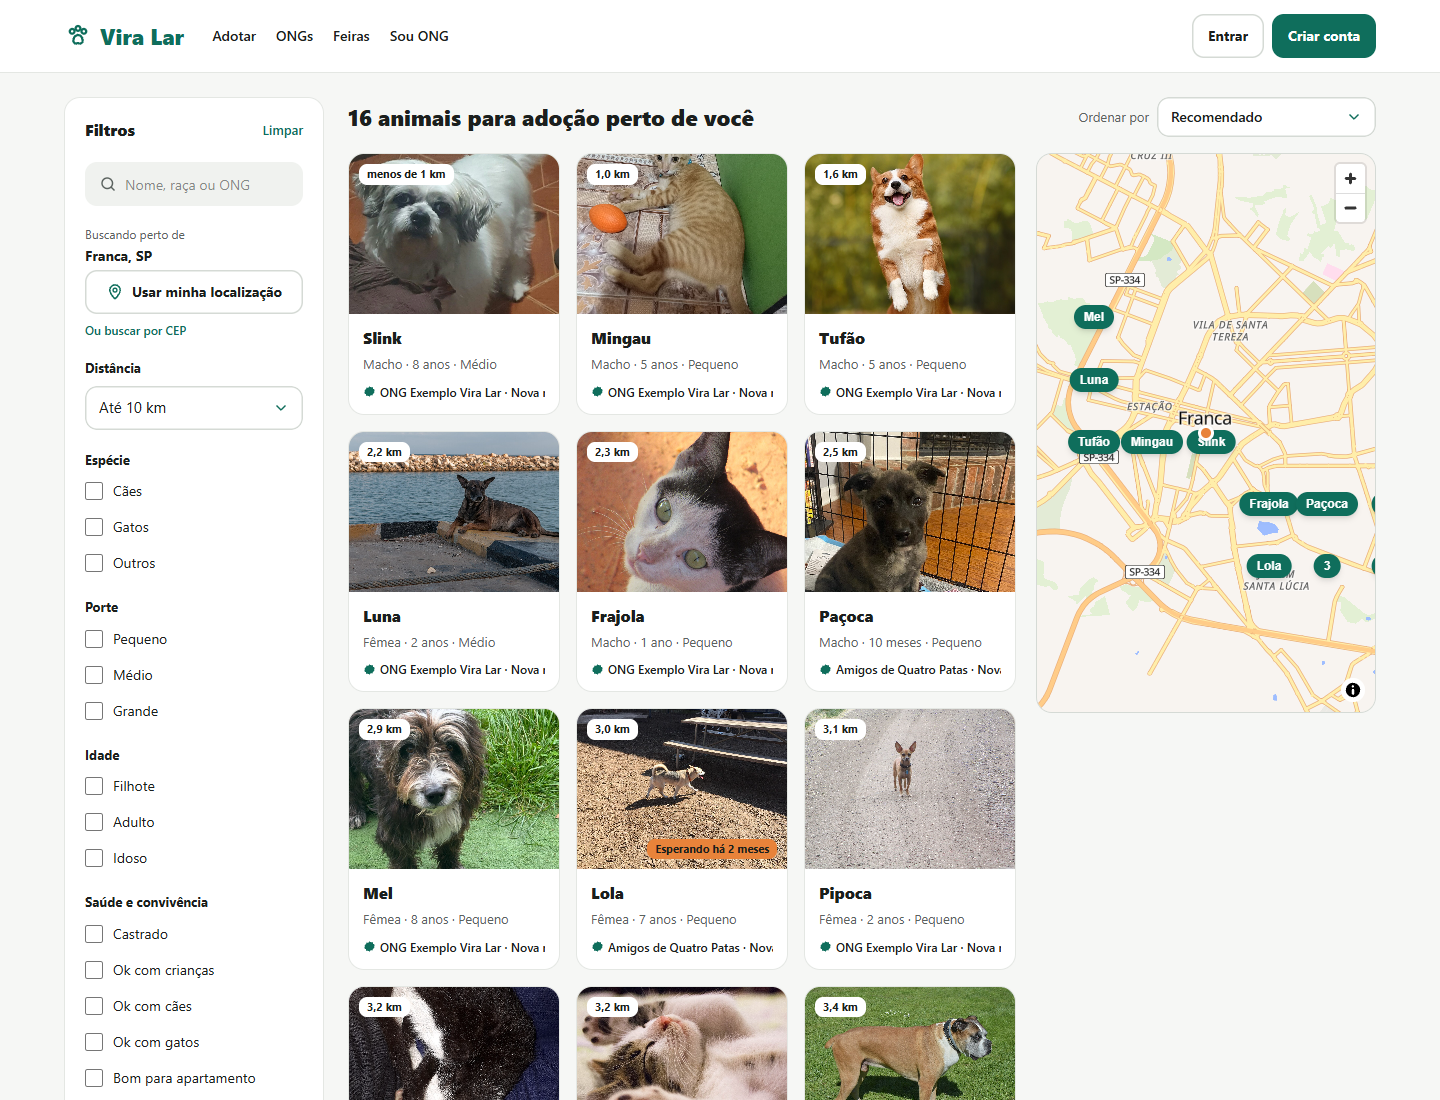 Vira Lar
Adotar
ONGs
Feiras
Sou ONG
Entrar
Criar conta
Filtros
Limpar
Nome, raça ou ONG
Buscando perto de
Franca, SP
Usar minha localização
Ou buscar por CEP
Distância
Até 10 km
Espécie
Cães
Gatos
Outros
Porte
Pequeno
Médio
Grande
Idade
Filhote
Adulto
Idoso
Saúde e convivência
Castrado
Ok com crianças
Ok com cães
Ok com gatos
Bom para apartamento
16 animais para adoção perto de você
Ordenar por
Recomendado
menos de 1 km
Slink
Macho · 8 anos · Médio
ONG Exemplo Vira Lar · Nova
1,0 km
Mingau
Macho · 5 anos · Pequeno
ONG Exemplo Vira Lar · Nova
1,6 km
Tufão
Macho · 5 anos · Pequeno
ONG Exemplo Vira Lar · Nova
2,2 km
Luna
Fêmea · 2 anos · Médio
ONG Exemplo Vira Lar · Nova
2,3 km
Frajola
Macho · 1 ano · Pequeno
ONG Exemplo Vira Lar · Nova
2,5 km
Paçoca
Macho · 10 meses · Pequeno
Amigos de Quatro Patas · Nova
2,9 km
Mel
Fêmea · 8 anos · Pequeno
ONG Exemplo Vira Lar · Nova
3,0 km
Esperando há 2 meses
Lola
Fêmea · 7 anos · Pequeno
Amigos de Quatro Patas · Nova
3,1 km
Pipoca
Fêmea · 2 anos · Pequeno
ONG Exemplo Vira Lar · Nova
3,2 km
3,2 km
3,4 km
CRUZ III
+
−
SP-334
Mel
VILA DE SANTA
TEREZA
Luna
ESTAÇÃO
Franca
Tufão
Mingau
Slink
SP-334
Frajola
Paçoca
Lola
3
SP-334
SANTA LÚCIA